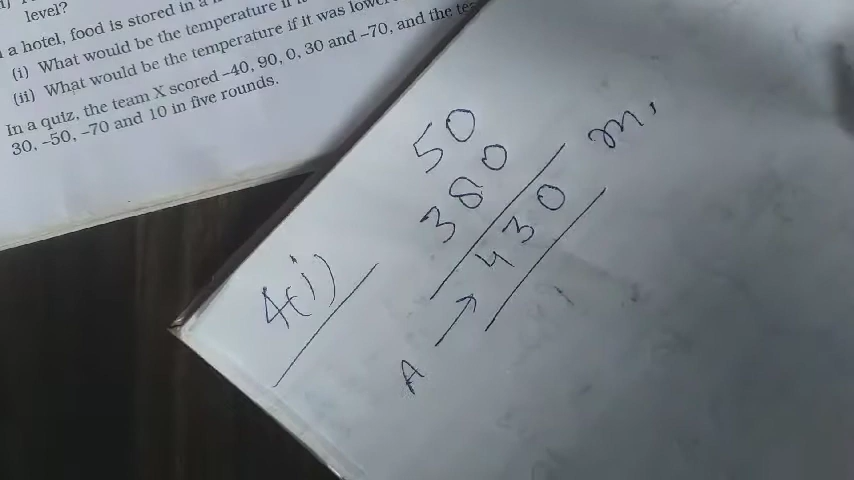 level?
a hotel, food is stored in a
(i) What would be the temperature if
(ii) What would be the temperature if it was lower
In a quiz, the team X scored –40, 90, 0, 30 and –70, and the te
30, –50, –70 and 10 in five rounds.
4(i)
50
380
A → 430 m.